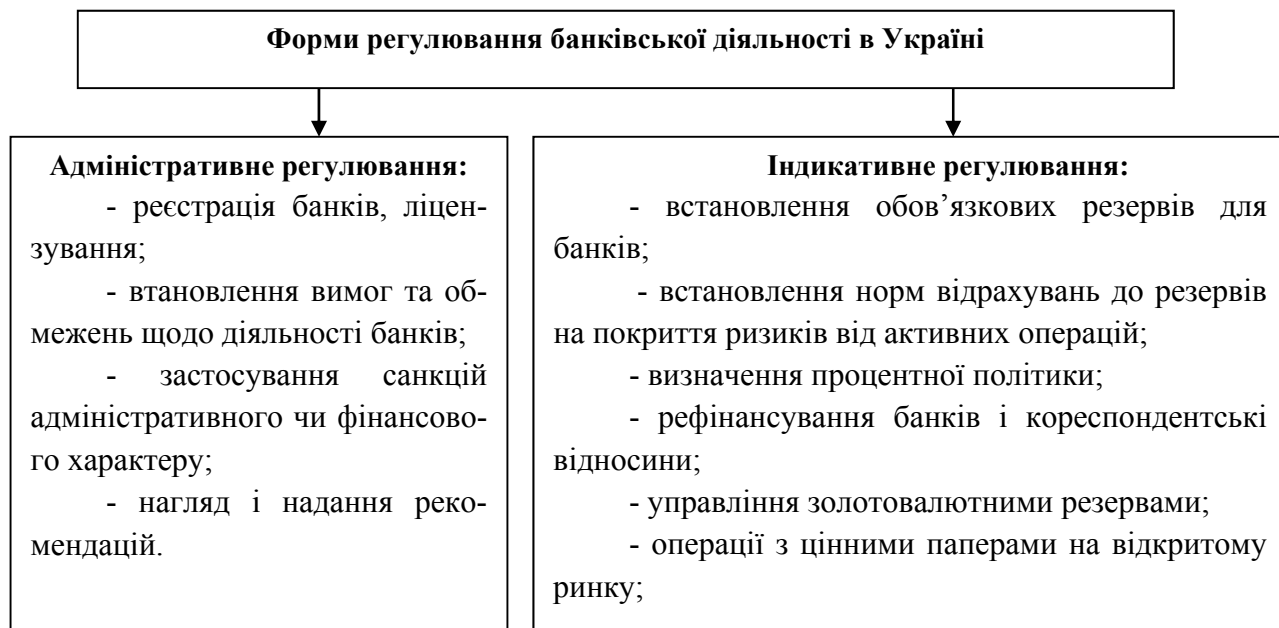 Форми регулювання банківської діяльності в Україні
Адміністративне регулювання:
- реєстрація банків, ліцен-
зування;
- втановлення вимог та об-
межень щодо діяльності банків;
- застосування санкцій
адміністративного чи фінансово-
го характеру;
- нагляд і надання реко-
мендацій.
Індикативне регулювання:
- встановлення обов’язкових резервів для
банків;
- встановлення норм відрахувань до резервів
на покриття ризиків від активних операцій;
- визначення процентної політики;
- рефінансування банків і кореспондентські
відносини;
- управління золотовалютними резервами;
- операції з цінними паперами на відкритому
ринку;